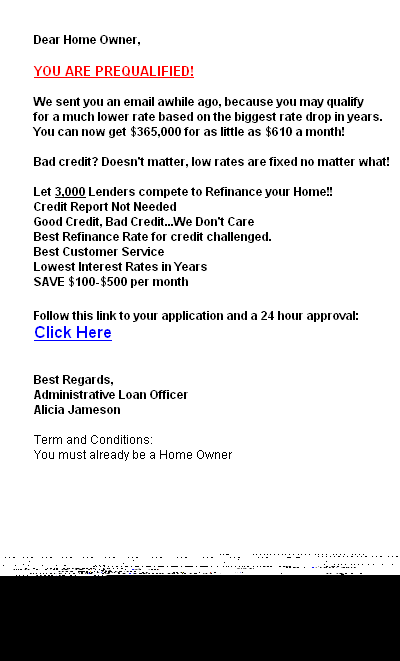 Dear Home Owner,
YOU ARE PREQUALIFIED!
We sent you an email awhile ago, because you may qualify
for a much lower rate based on the biggest rate drop in years.
You can now get $365,000 for as little as $610 a month!
Bad credit? Doesn't matter, low rates are fixed no matter what!
Let 3,000 Lenders compete to Refinance your Home!!
Credit Report Not Needed
Good Credit, Bad Credit...We Don't Care
Best Refinance Rate for credit challenged.
Best Customer Service
Lowest Interest Rates in Years
SAVE $100-$500 per month
Follow this link to your application and a 24 hour approval:
Click Here
Best Regards,
Administrative Loan Officer
Alicia Jameson
Term and Conditions:
You must already be a Home Owner